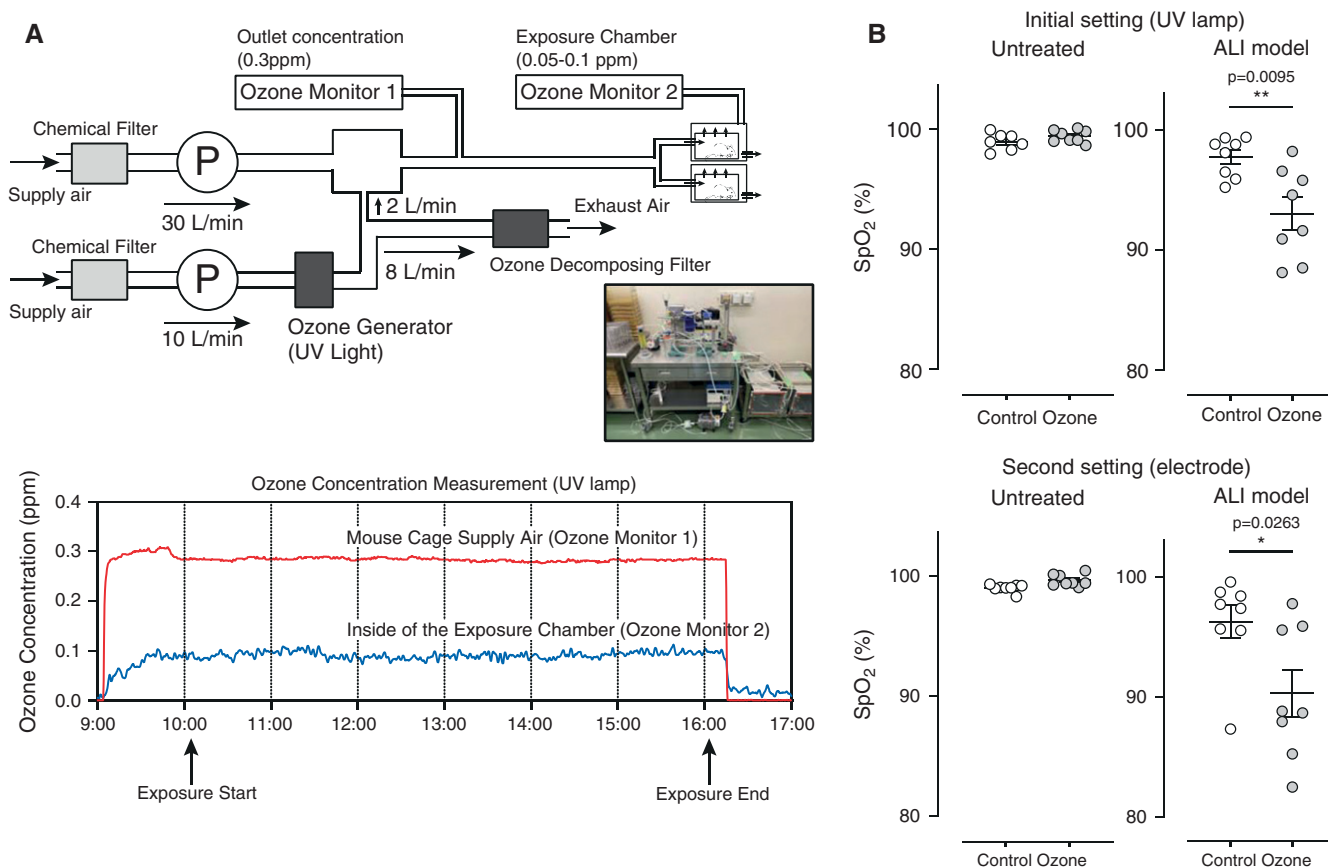 A
Outlet concentration
(0.3ppm)
Ozone Monitor 1
Exposure Chamber
(0.05-0.1 ppm)
Ozone Monitor 2
Chemical Filter
P
Supply air
30 L/min
2 L/min
Exhaust Air
Chemical Filter
P
8 L/min
Ozone Decomposing Filter
Supply air
10 L/min
Ozone Generator
(UV Light)
Ozone Concentration Measurement (UV lamp)
Ozone Concentration (ppm)
0.4
0.3
0.2
0.1
0.0
Mouse Cage Supply Air (Ozone Monitor 1)
Inside of the Exposure Chamber (Ozone Monitor 2)
9:00 10:00 11:00 12:00 13:00 14:00 15:00 16:00 17:00
Exposure Start
Exposure End
B
Initial setting (UV lamp)
Untreated
SpO₂ (%)
100
90
80
Control Ozone
ALI model
p=0.0095
**
100
90
80
Control Ozone
Second setting (electrode)
Untreated
SpO₂ (%)
100
90
80
Control Ozone
ALI model
p=0.0263
*
100
90
80
Control Ozone